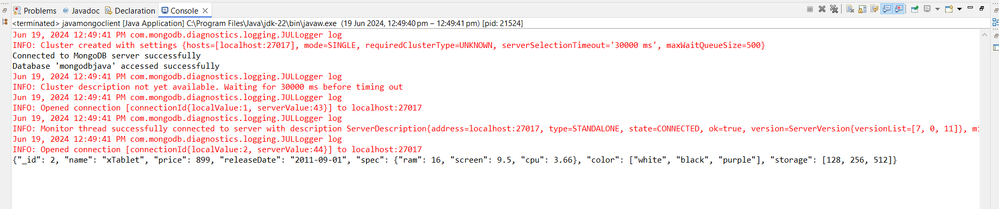 Problems @ Javadoc Declaration Console
<terminated> javamongoclient [Java Application] C:\Program Files\Java\jdk-22\bin\javaw.exe (19 Jun 2024, 12:49:40 pm – 12:49:41 pm) [pid: 21524]
Jun 19, 2024 12:49:41 PM com.mongodb.diagnostics.logging.JULLogger log
INFO: Cluster created with settings {hosts=[localhost:27017], mode=SINGLE, requiredClusterType=UNKNOWN, serverSelectionTimeout='30000 ms', maxWaitQueueSize=500}
Connected to MongoDB server successfully
Database 'mongodbjava' accessed successfully
Jun 19, 2024 12:49:41 PM com.mongodb.diagnostics.logging.JULLogger log
INFO: Cluster description not yet available. Waiting for 30000 ms before timing out
Jun 19, 2024 12:49:41 PM com.mongodb.diagnostics.logging.JULLogger log
INFO: Opened connection [connectionId{localValue:1, serverValue:43}] to localhost:27017
Jun 19, 2024 12:49:41 PM com.mongodb.diagnostics.logging.JULLogger log
INFO: Monitor thread successfully connected to server with description ServerDescription{address=localhost:27017, type=STANDALONE, state=CONNECTED, ok=true, version=ServerVersion{versionList=[7, 0, 11]}, mi
Jun 19, 2024 12:49:41 PM com.mongodb.diagnostics.logging.JULLogger log
INFO: Opened connection [connectionId{localValue:2, serverValue:44}] to localhost:27017
{"_id": 2, "name": "xTablet", "price": 899, "releaseDate": "2011-09-01", "spec": {"ram": 16, "screen": 9.5, "cpu": 3.66}, "color": ["white", "black", "purple"], "storage": [128, 256, 512]}